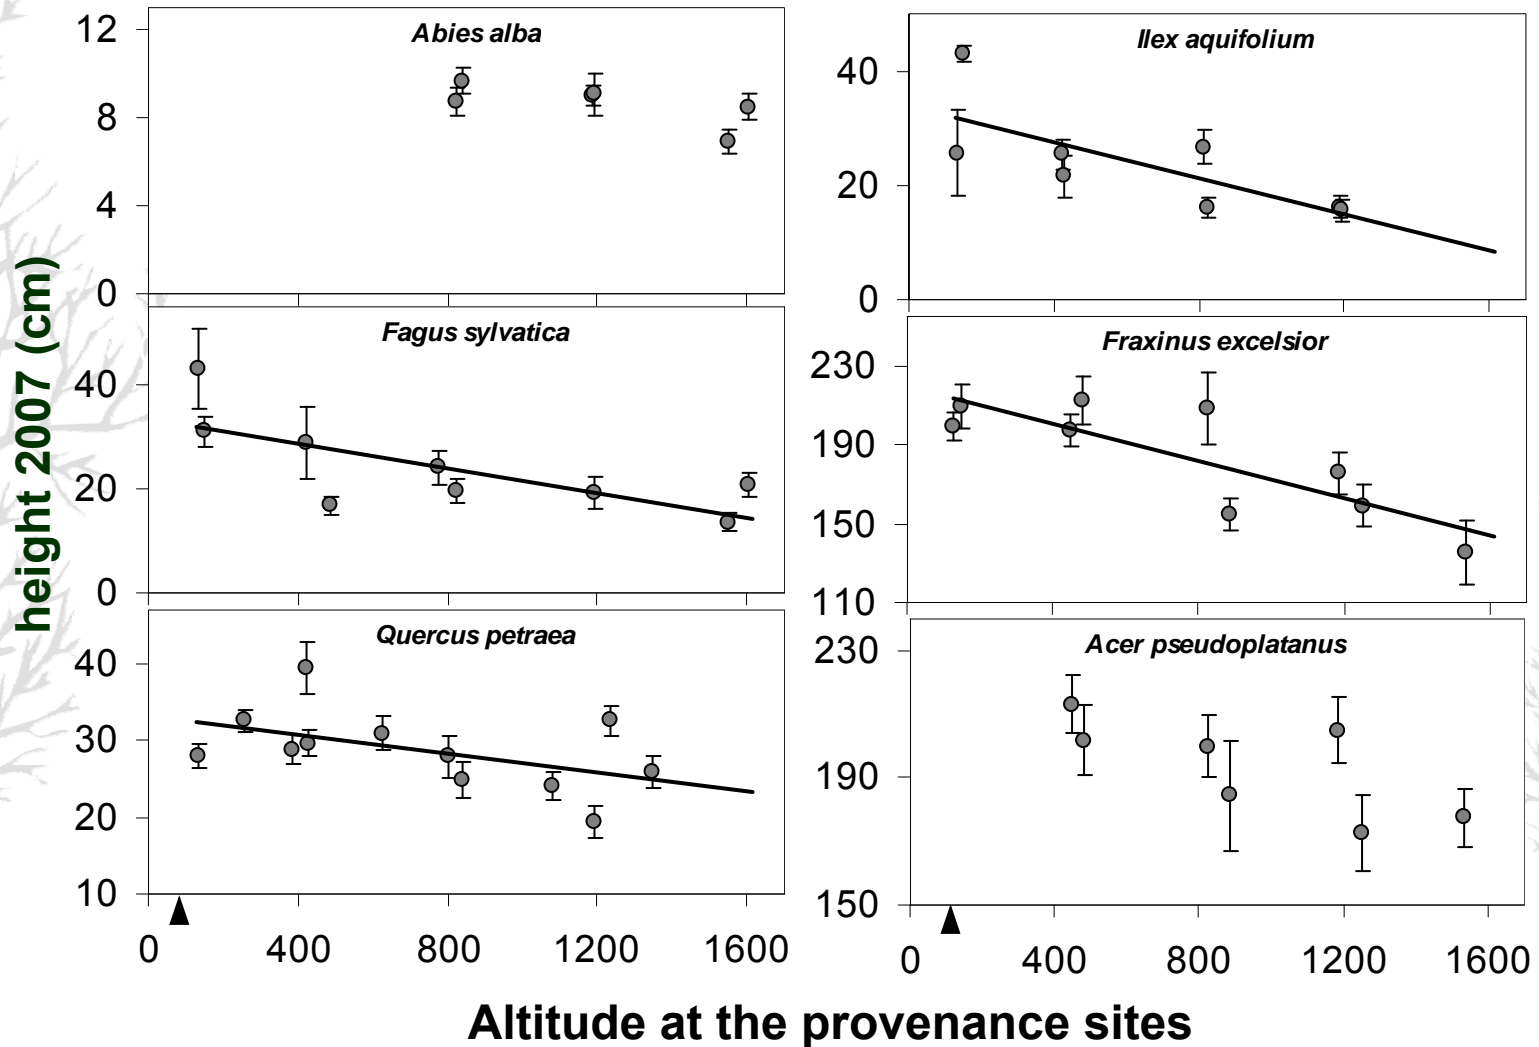 height 2007 (cm)
Abies alba
12
8
4
0
Fagus sylvatica
40
20
0
Quercus petraea
40
30
20
10
0 400 800 1200 1600
Ilex aquifolium
40
20
0
Fraxinus excelsior
230
190
150
110
Acer pseudoplatanus
230
190
150
0 400 800 1200 1600
Altitude at the provenance sites